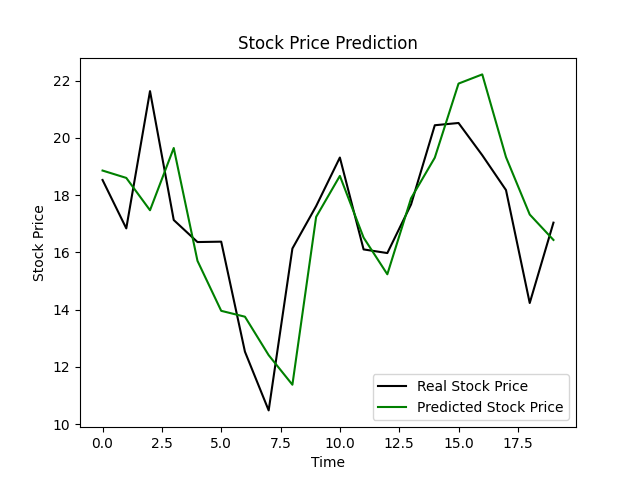 Stock Price Prediction
22
20
18
16
14
12
10
Stock Price
0.0 2.5 5.0 7.5 10.0 12.5 15.0 17.5
Time
Real Stock Price
Predicted Stock Price